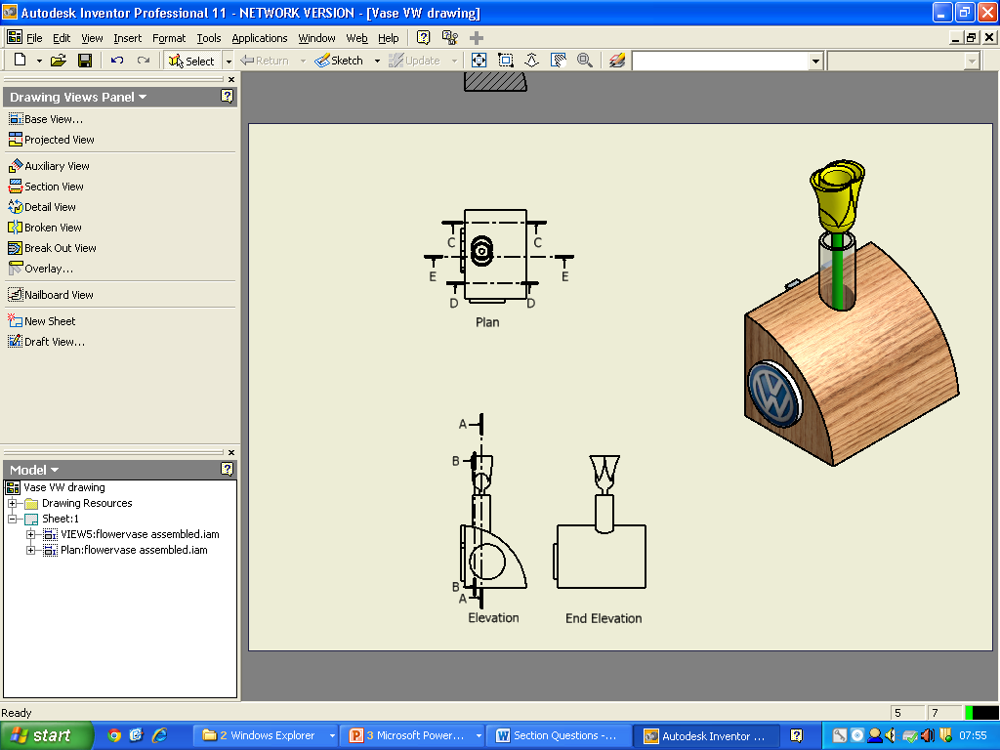 Autodesk Inventor Professional 11 - NETWORK VERSION - [Vase VW drawing]
File Edit View Insert Format Tools Applications Window Web Help
Select Return Sketch Update
Drawing Views Panel
Base View...
Projected View
Auxiliary View
Section View
Detail View
Broken View
Break Out View
Overlay...
Nailboard View
New Sheet
Draft View...
Model
Vase VW drawing
Drawing Resources
Sheet:1
VIEW5:flowervase assembled.iam
Plan:flowervase assembled.iam
C C
E E
D D
Plan
A
B
B
A
Elevation End Elevation
VW
Ready 5 7
start 2 Windows Explorer 3 Microsoft Power... Section Questions - ... Autodesk Inventor ... 07:55